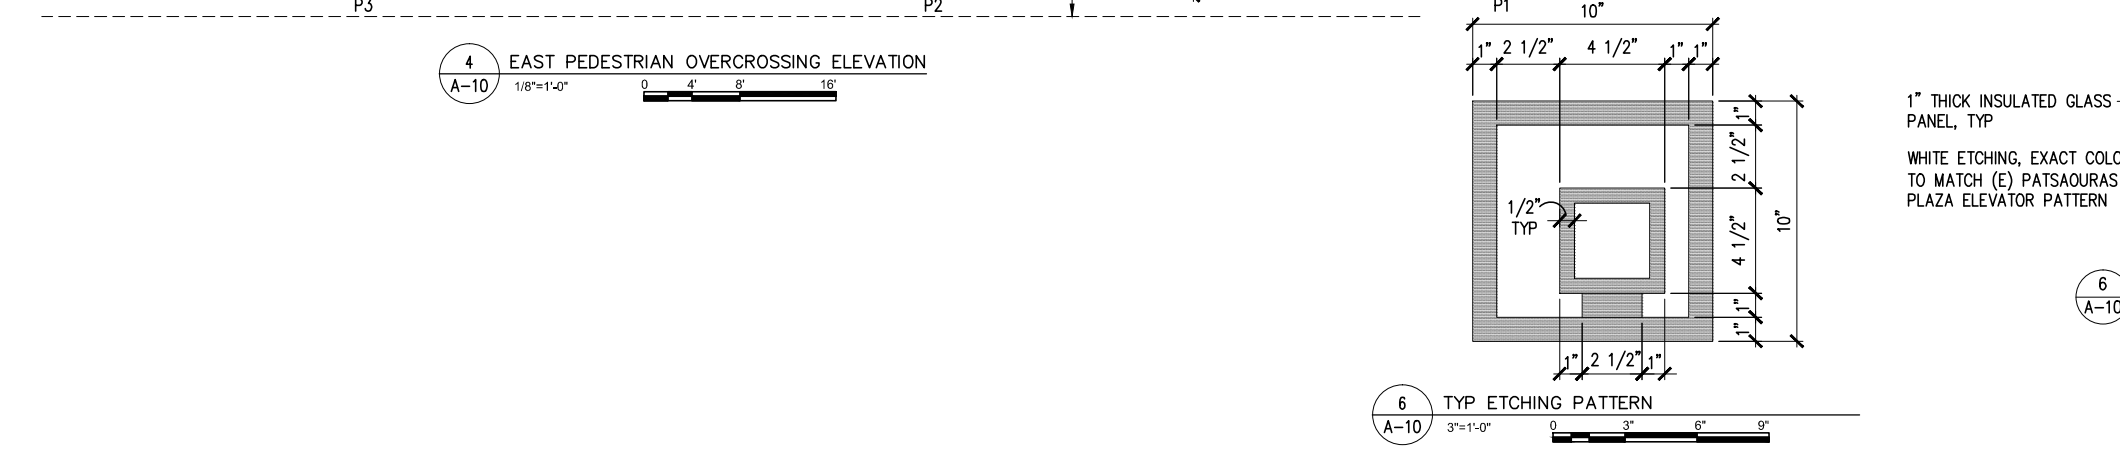 P3
P2
P1
4
A-10
EAST PEDESTRIAN OVERCROSSING ELEVATION
1/8"=1'-0"
0 4' 8' 16'
10"
1" 2 1/2" 4 1/2" 1" 1"
1"
2 1/2"
4 1/2"
1"
1"
10"
1/2"
TYP
1" 2 1/2" 1"
6
A-10
TYP ETCHING PATTERN
3"=1'-0"
0 3" 6" 9"
1" THICK INSULATED GLASS
PANEL, TYP
WHITE ETCHING, EXACT COLO
TO MATCH (E) PATSAOURAS
PLAZA ELEVATOR PATTERN
6
A-10